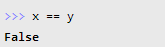 >>> x == y
False